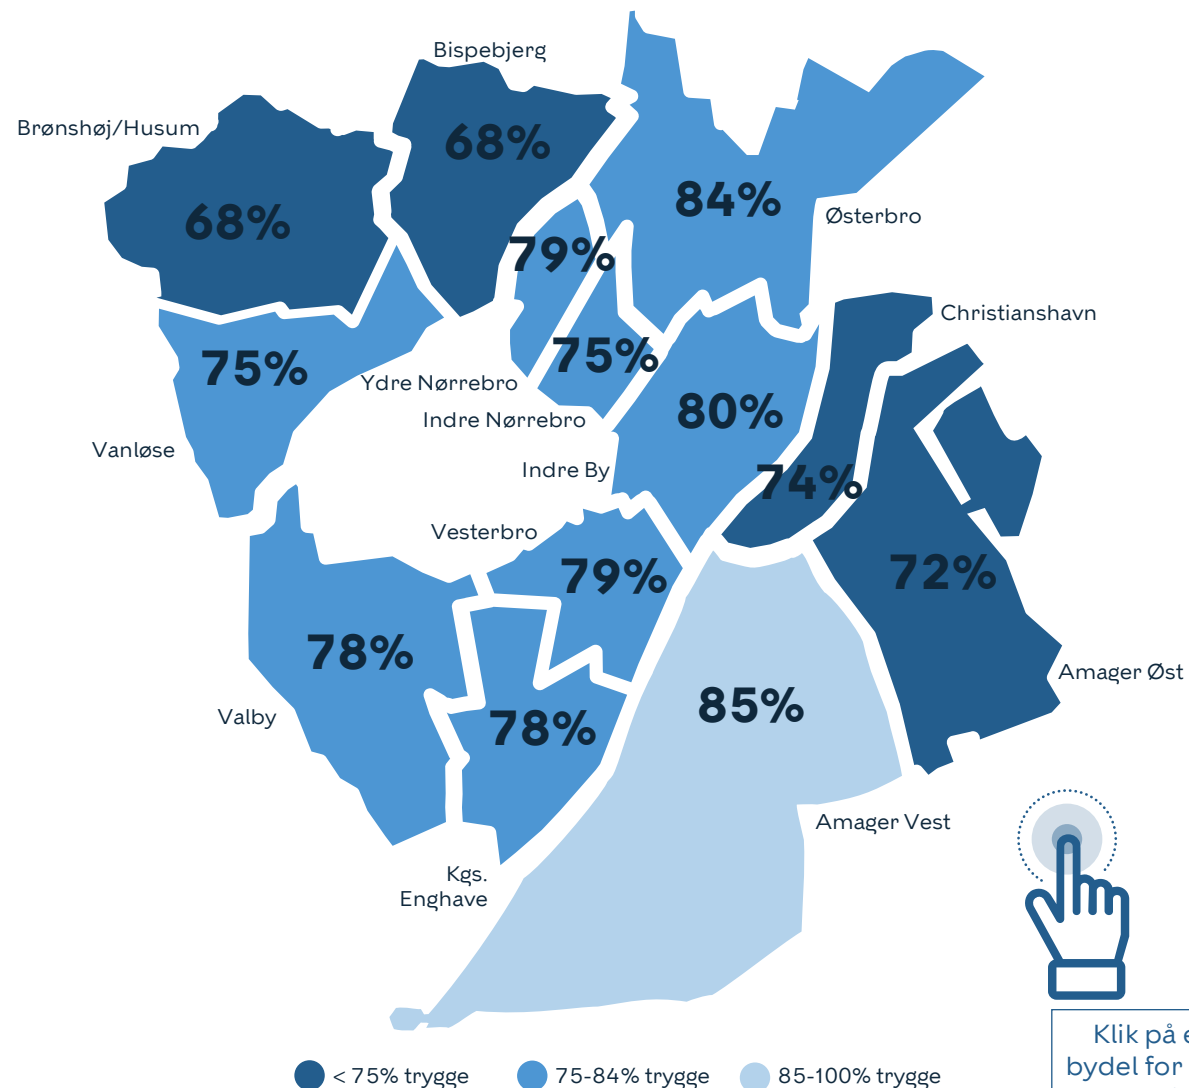 Bispebjerg
Brønshøj/Husum
68%
68%
84%
Østerbro
79%
Christianshavn
75%
75%
Ydre Nørrebro
80%
Indre Nørrebro
Vanløse
Indre By
74%
Vesterbro
79%
72%
78%
Amager Øst
85%
Valby
78%
Amager Vest
Kgs.
Enghave
Klik på
bydel for
< 75% trygge
75-84% trygge
85-100% trygge